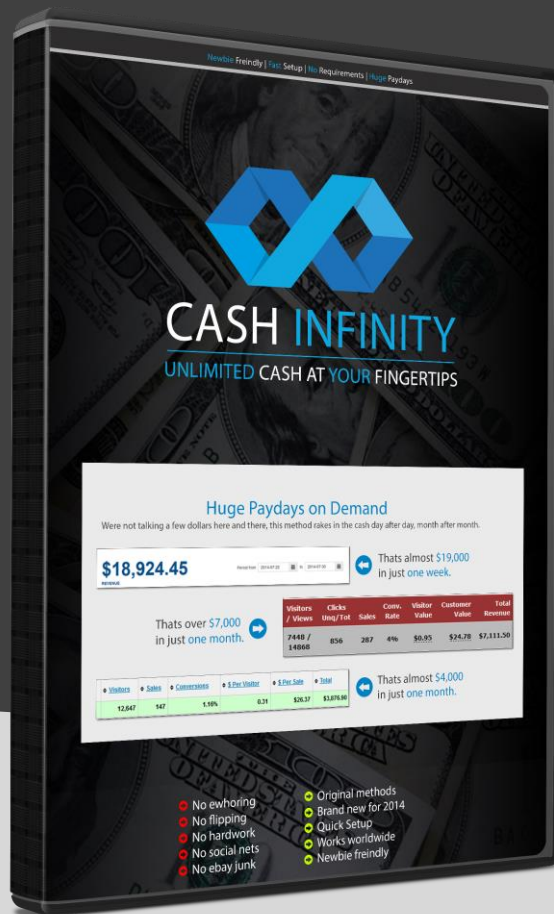 Newbie Freindly | Fast Setup | No Requirements | Huge Paydays
CASH INFINITY
UNLIMITED CASH AT YOUR FINGERTIPS
Huge Paydays on Demand
Were not talking a few dollars here and there, this method rakes in the cash day after day, month after month.
$18,924.45
REVENUE
Thats almost $19,000
in just one week.
Thats over $7,000
in just one month.
Visitors / Views Clicks Unq/Tot Sales Conv. Rate Visitor Value Customer Value Total Revenue
7448 / 14868 856 287 4% $0.95 $24.78 $7,111.50
Visitors Sales Conversions $ Per Visitor $ Per Sale Total
12,647 147 1.16% 0.31 $26.37 $3,876.90
Thats almost $4,000
in just one month.
No ewhoring
No flipping
No hardwork
No social nets
No ebay junk
Original methods
Brand new for 2014
Quick Setup
Works worldwide
Newbie freindly